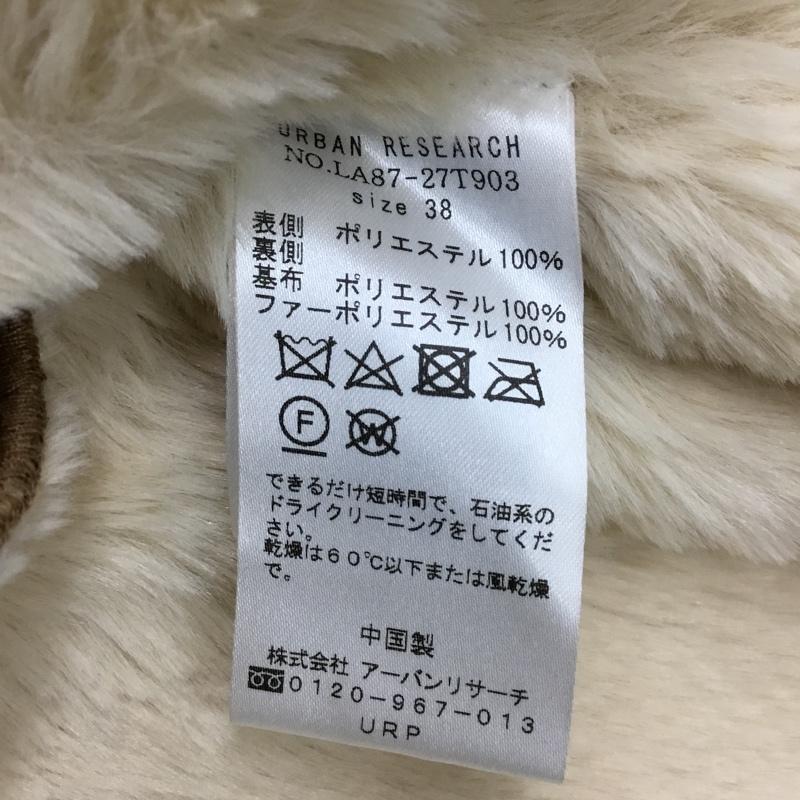 URBAN RESEARCH
NO.LA87-27T903
size 38
表側 ポリエステル100%
裏側
基布 ポリエステル100%
ファーポリエステル100%
F
W
できるだけ短時間で、石油系の
ドライクリーニングをしてくだ
さい。
乾燥は60℃以下または風乾燥
で。
中国製
株式会社 アーバンリサーチ
0120-967-013
URP